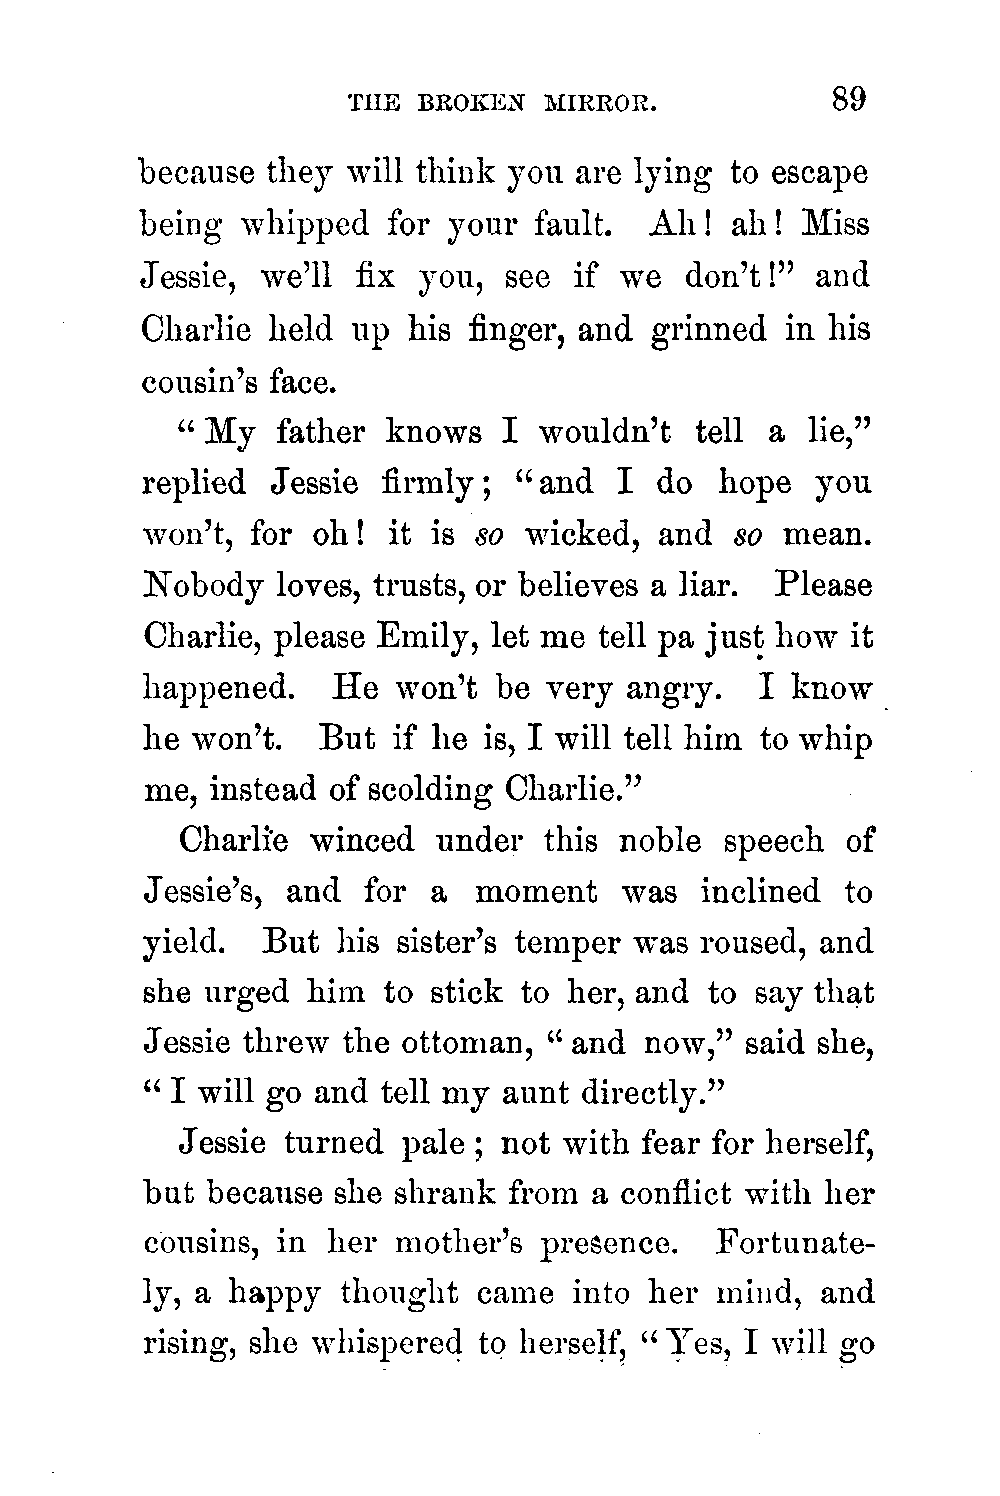 THE BROKEN MIRROR. 89
because they will think you are lying to escape
being whipped for your fault. Ah! ah! Miss
Jessie, we'll fix you, see if we don't!" and
Charlie held up his finger, and grinned in his
cousin's face.
"My father knows I wouldn't tell a lie,"
replied Jessie firmly; "and I do hope you
won't, for oh! it is so wicked, and so mean.
Nobody loves, trusts, or believes a liar. Please
Charlie, please Emily, let me tell pa just how it
happened. He won't be very angry. I know
he won't. But if he is, I will tell him to whip
me, instead of scolding Charlie."
Charlie winced under this noble speech of
Jessie's, and for a moment was inclined to
yield. But his sister's temper was roused, and
she urged him to stick to her, and to say that
Jessie threw the ottoman, "and now," said she,
"I will go and tell my aunt directly."
Jessie turned pale; not with fear for herself,
but because she shrank from a conflict with her
cousins, in her mother's presence. Fortunate-
ly, a happy thought came into her mind, and
rising, she whispered to herself, "Yes, I will go